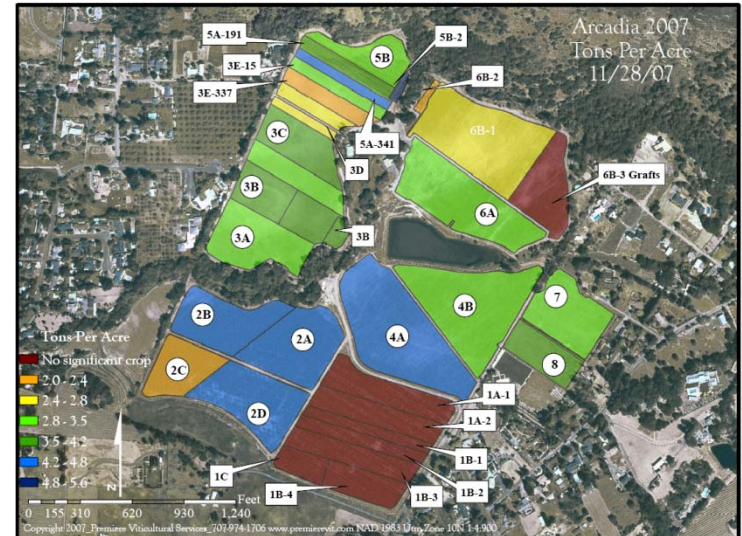 Arcadia 2007
Tons Per Acre
11/28/07
5A-191
5B
5B-2
3E-15
3E-337
6B-2
6B-1
3C
5A-341
3D
6B-3 Grafts
3B
6A
3A
3B
7
4B
2B
2A
4A
8
2C
2D
1A-1
1A-2
1B-1
1B-2
1C
1B-4
1B-3
Tons Per Acre
No significant crop
2.0 - 2.4
2.4 - 2.8
2.8 - 3.5
3.5 - 4.2
4.2 - 4.8
4.8 - 5.6
N
0 155 310 620 930 1,240
Feet
Copyright 2007_Premiere Viticultural Services_707-974-1706 www.premierevit.com NAD 1983 Utm Zone 10N 1:4,900